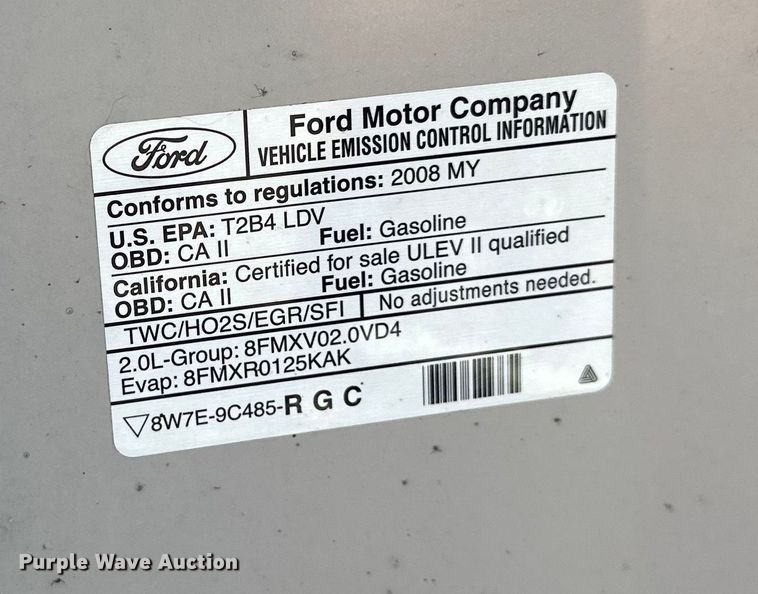 Ford
Ford Motor Company
VEHICLE EMISSION CONTROL INFORMATION
Conforms to regulations: 2008 MY
U.S. EPA: T2B4 LDV
OBD: CA II Fuel: Gasoline
California: Certified for sale ULEV II qualified
OBD: CA II Fuel: Gasoline
TWC/HO2S/EGR/SFI No adjustments needed.
2.0L-Group: 8FMXV02.0VD4
Evap: 8FMXR0125KAK
8W7E-9C485-R G C
Purple Wave Auction